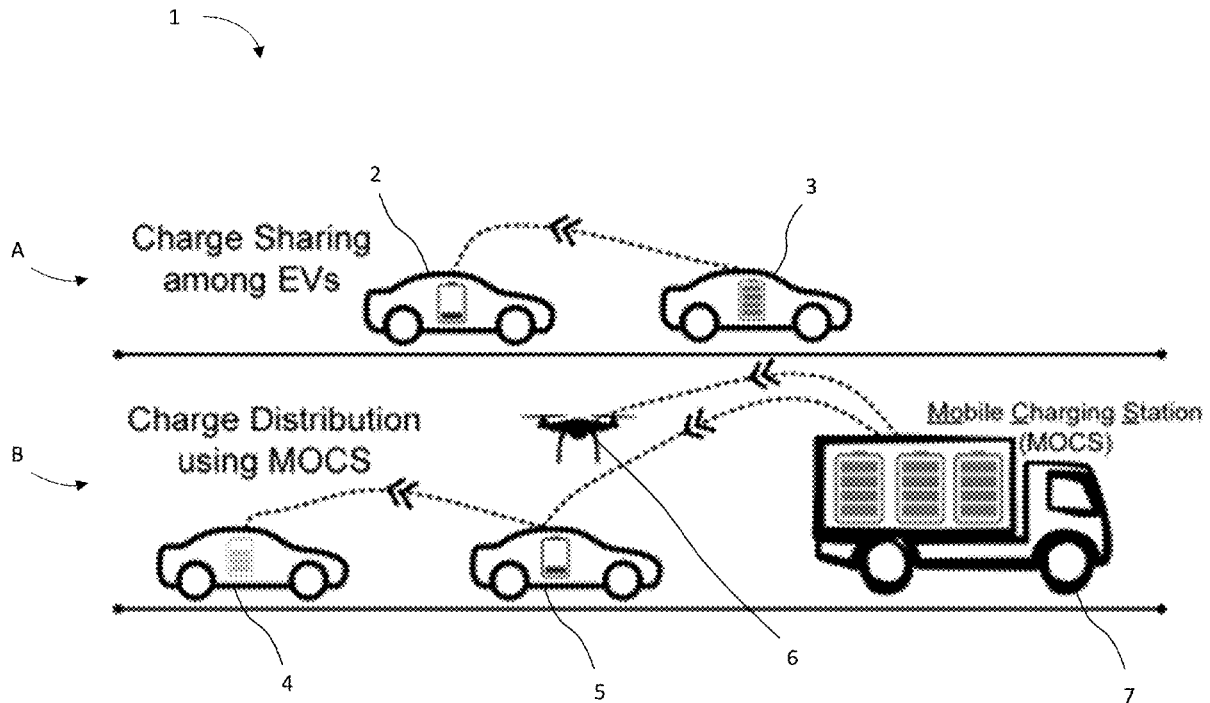 1
2
3
A
Charge Sharing
among EVs
B
Charge Distribution
using MOCS
Mobile Charging Station
(MOCS)
4
5
6
7